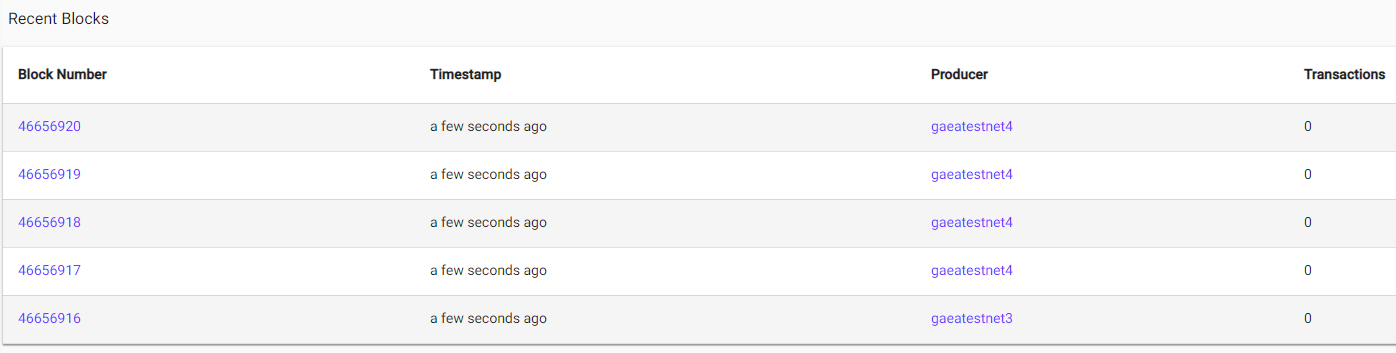 Recent Blocks
Block Number Timestamp Producer Transactions
46656920 a few seconds ago gaeatestnet4 0
46656919 a few seconds ago gaeatestnet4 0
46656918 a few seconds ago gaeatestnet4 0
46656917 a few seconds ago gaeatestnet4 0
46656916 a few seconds ago gaeatestnet3 0